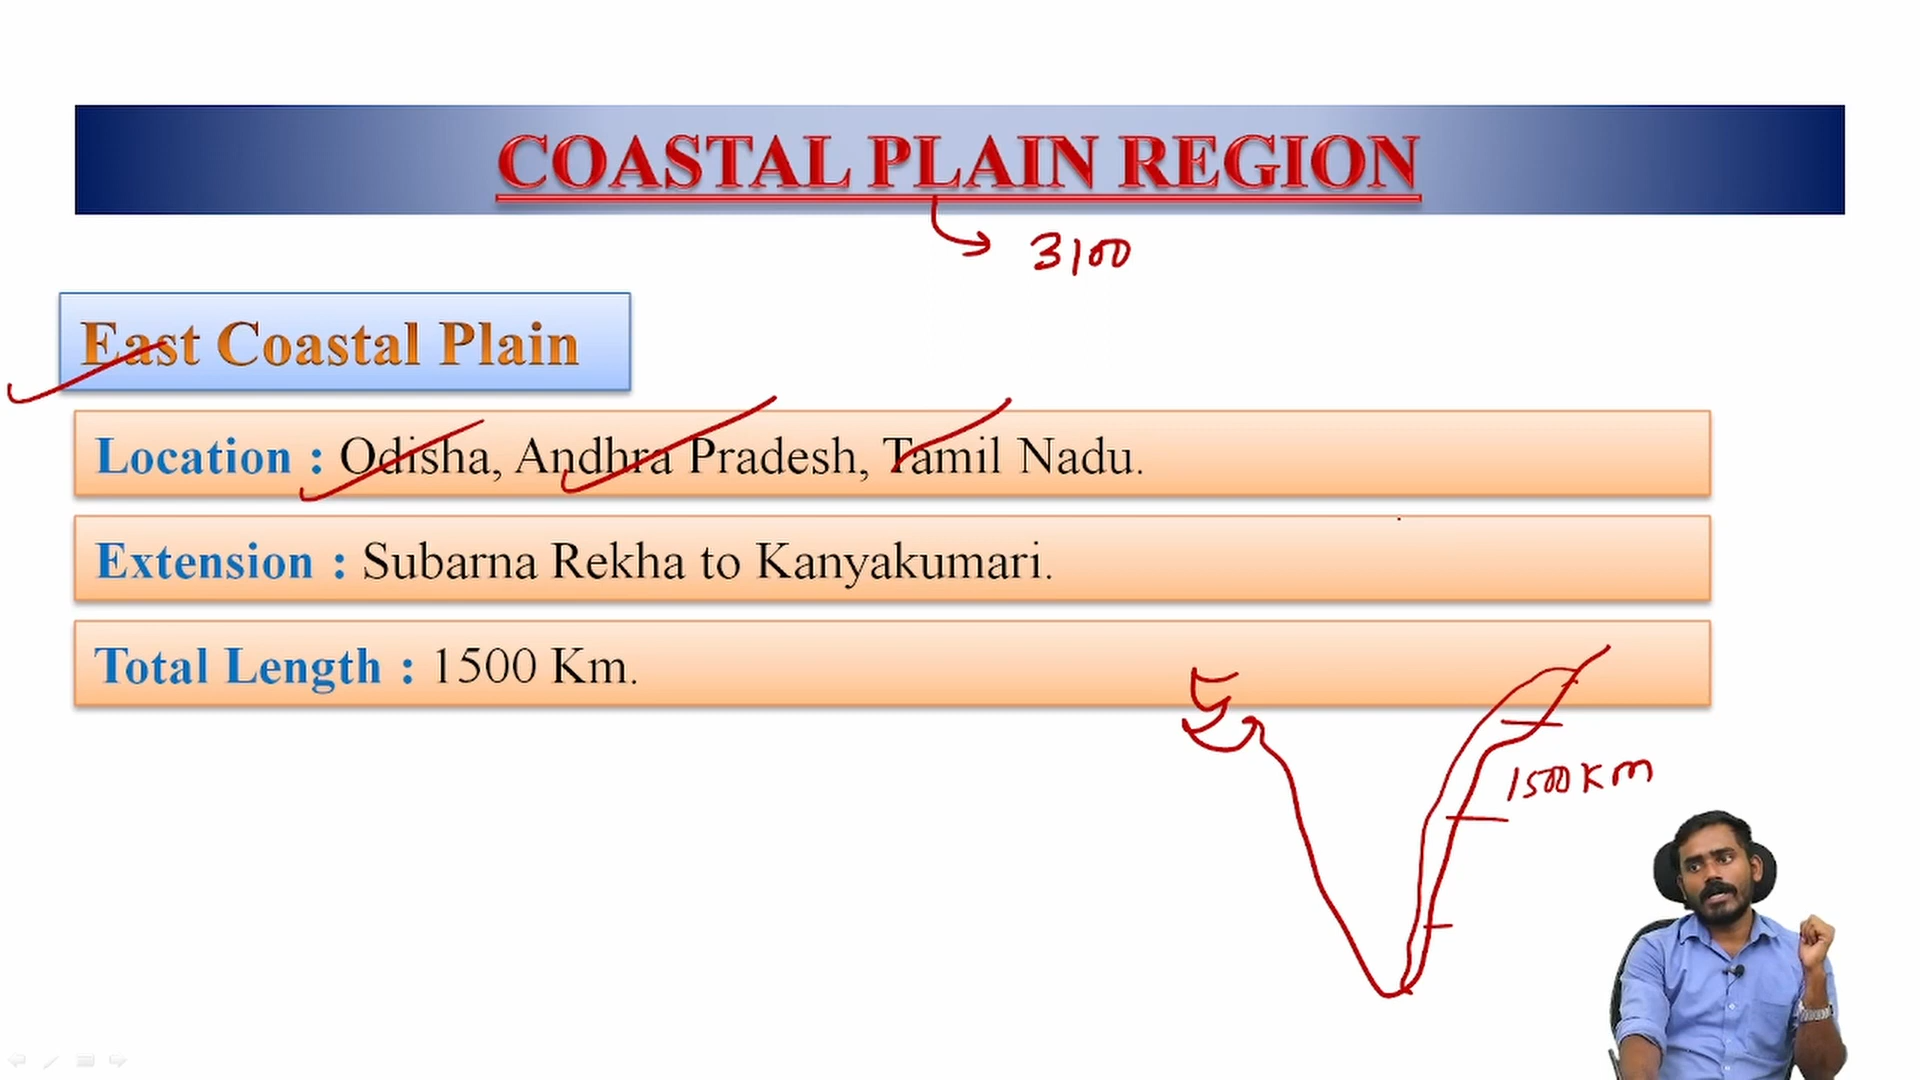 COASTAL PLAIN REGION
3100
East Coastal Plain
Location : Odisha, Andhra Pradesh, Tamil Nadu.
Extension : Subarna Rekha to Kanyakumari.
Total Length : 1500 Km.
1500 Km